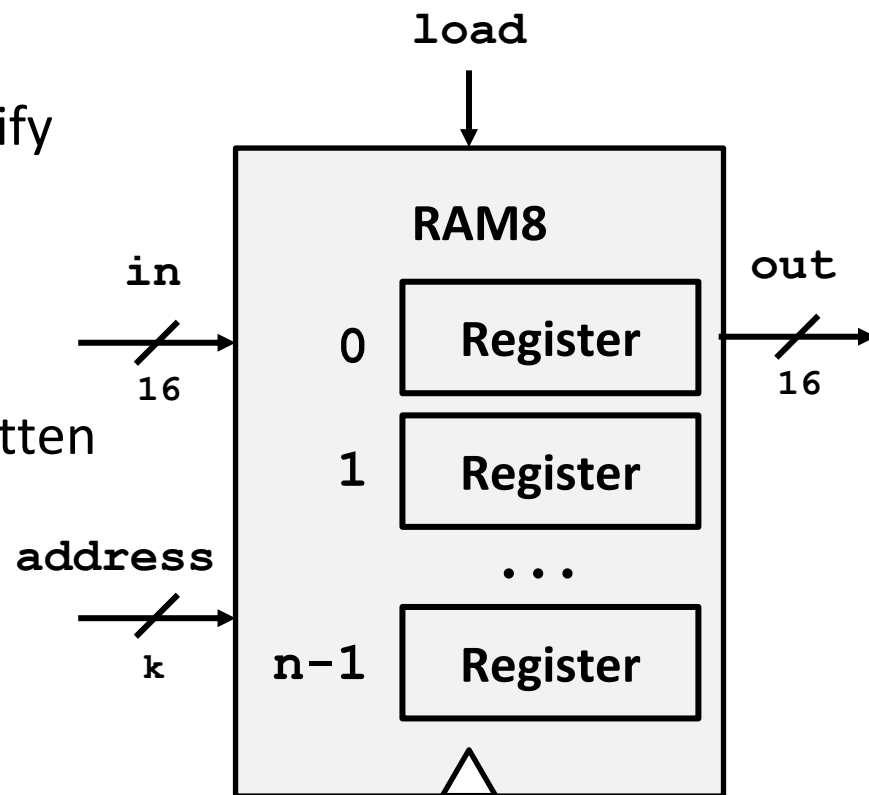 load
ify
RAM8
in
out
0
Register
16
16
tten
1
Register
address
...
k
n-1
Register